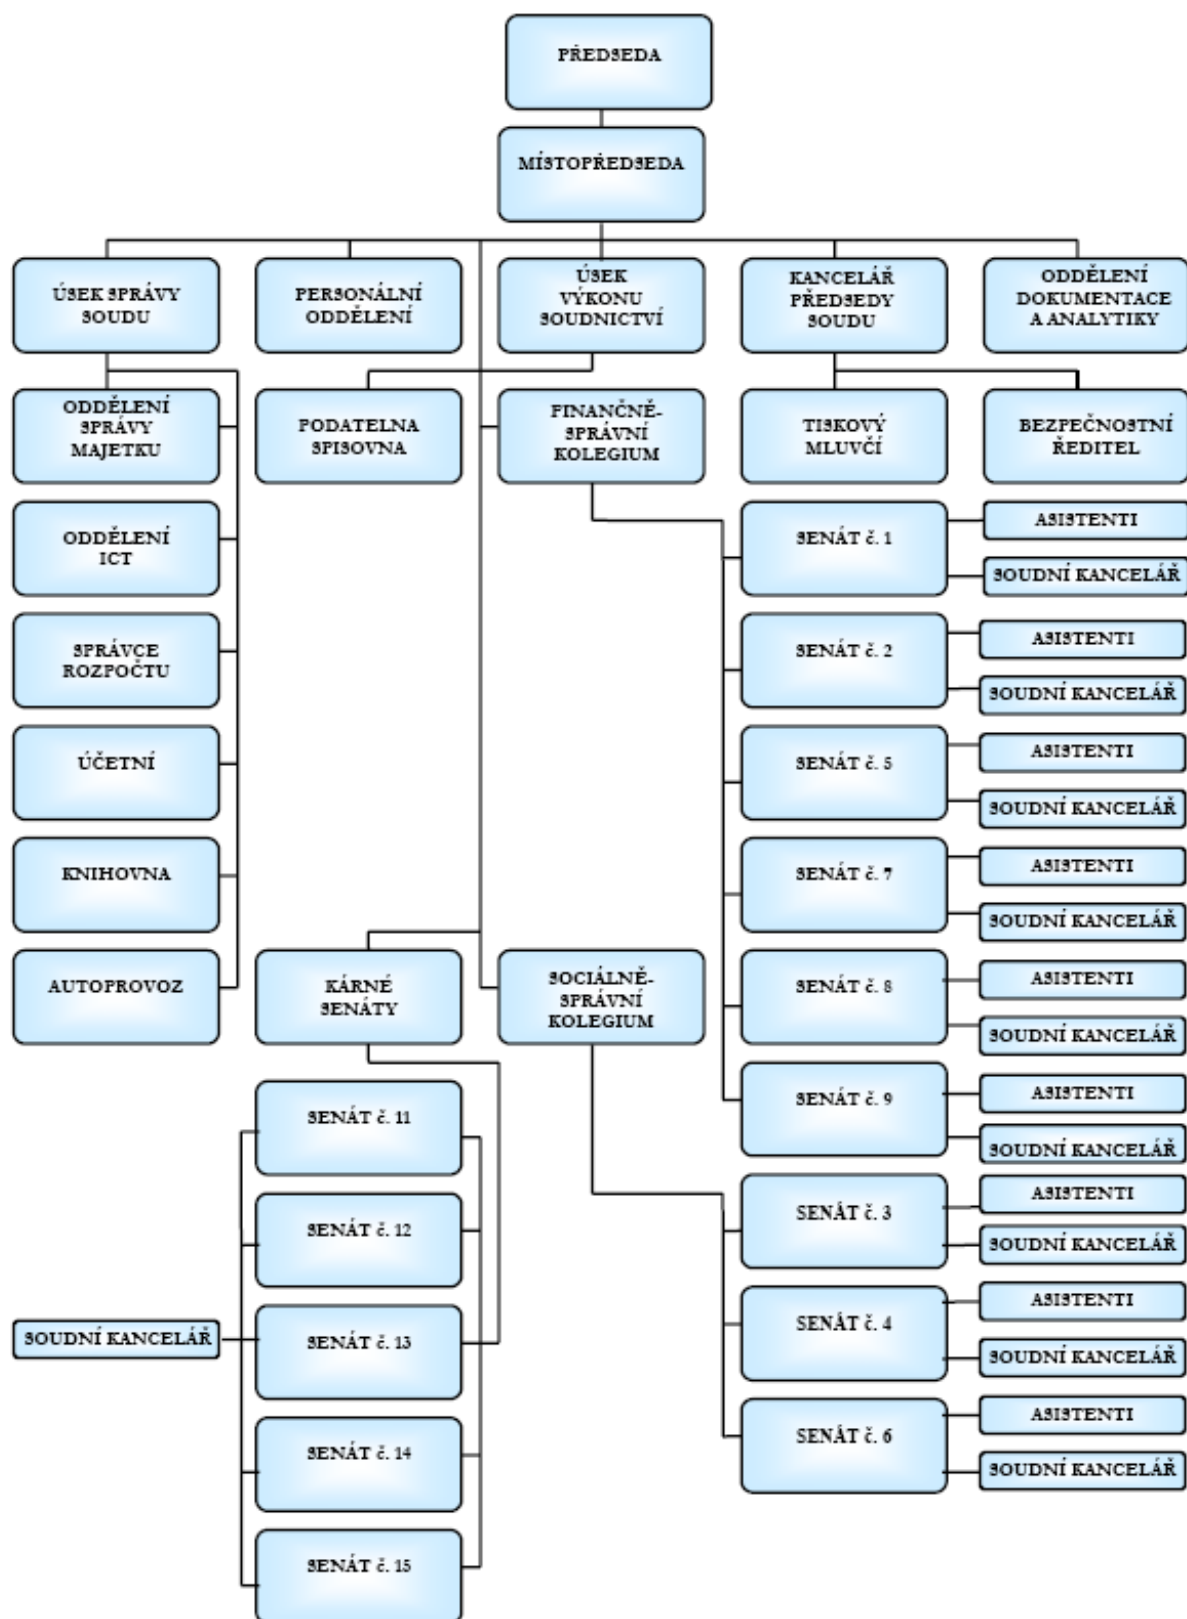 PŘEDSEDA
MÍSTOPŘEDSEDA
ÚSEK SPRÁVY
SOUDU
PERSONÁLNÍ
ODDĚLENÍ
ÚSEK
VÝKONU
SOUDNICTVÍ
KANCELÁŘ
PŘEDSEDY
SOUDU
ODDĚLENÍ
DOKUMENTACE
A ANALYTIKY
ODDĚLENÍ
SPRÁVY
MAJETKU
PODATELNA
SPISOVNA
FINANČNĚ-
SPRÁVNÍ
KOLEGIUM
TISKOVÝ
MLUVČÍ
BEZPEČNOSTNÍ
ŘEDITEL
ODDĚLENÍ
ICT
SENÁT č. 1
ASISTENTI
SOUDNÍ KANCELÁŘ
SPRÁVCE
ROZPOČTU
SENÁT č. 2
ASISTENTI
SOUDNÍ KANCELÁŘ
ÚČETNÍ
SENÁT č. 5
ASISTENTI
SOUDNÍ KANCELÁŘ
KNIHOVNA
SENÁT č. 7
ASISTENTI
SOUDNÍ KANCELÁŘ
AUTOPROVOZ
KÁRNÉ
SENÁTY
SOCIÁLNĚ-
SPRÁVNÍ
KOLEGIUM
SENÁT č. 8
ASISTENTI
SOUDNÍ KANCELÁŘ
SENÁT č. 11
SENÁT č. 9
ASISTENTI
SOUDNÍ KANCELÁŘ
SENÁT č. 12
SENÁT č. 3
ASISTENTI
SOUDNÍ KANCELÁŘ
SOUDNÍ KANCELÁŘ
SENÁT č. 13
SENÁT č. 4
ASISTENTI
SOUDNÍ KANCELÁŘ
SENÁT č. 14
SENÁT č. 6
ASISTENTI
SOUDNÍ KANCELÁŘ
SENÁT č. 15